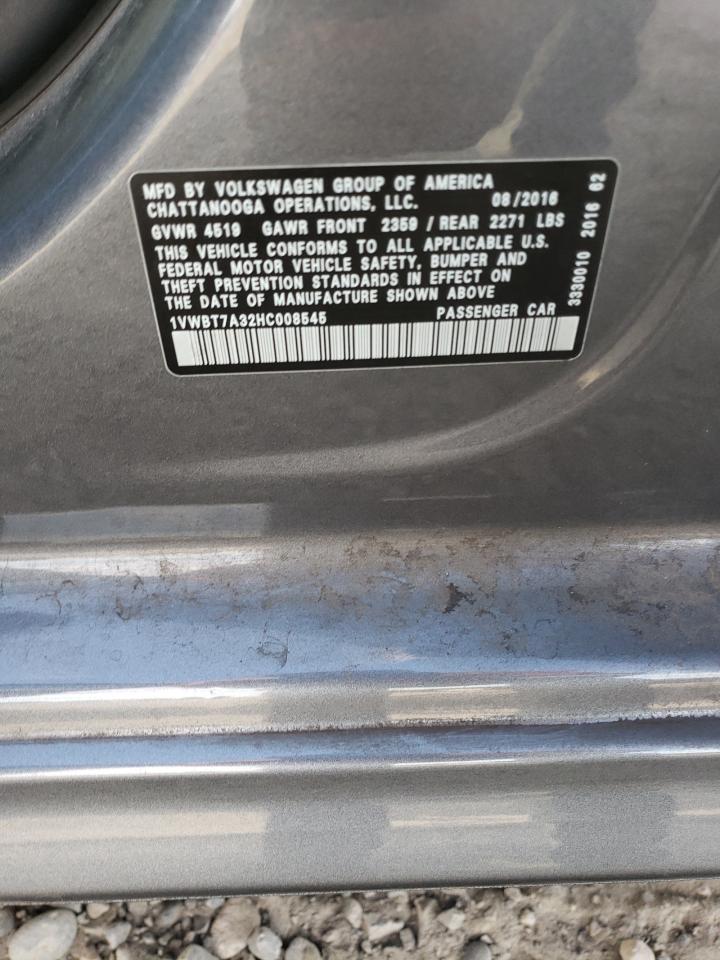 MFD BY VOLKSWAGEN GROUP OF AMERICA
CHATTANOOGA OPERATIONS, LLC. 08/2016
GVWR 4519 GAWR FRONT 2359 / REAR 2271 LBS
THIS VEHICLE CONFORMS TO ALL APPLICABLE U.S.
FEDERAL MOTOR VEHICLE SAFETY, BUMPER AND
THEFT PREVENTION STANDARDS IN EFFECT ON
THE DATE OF MANUFACTURE SHOWN ABOVE
1VWBT7A32HC008545 PASSENGER CAR
3330010 2016 62